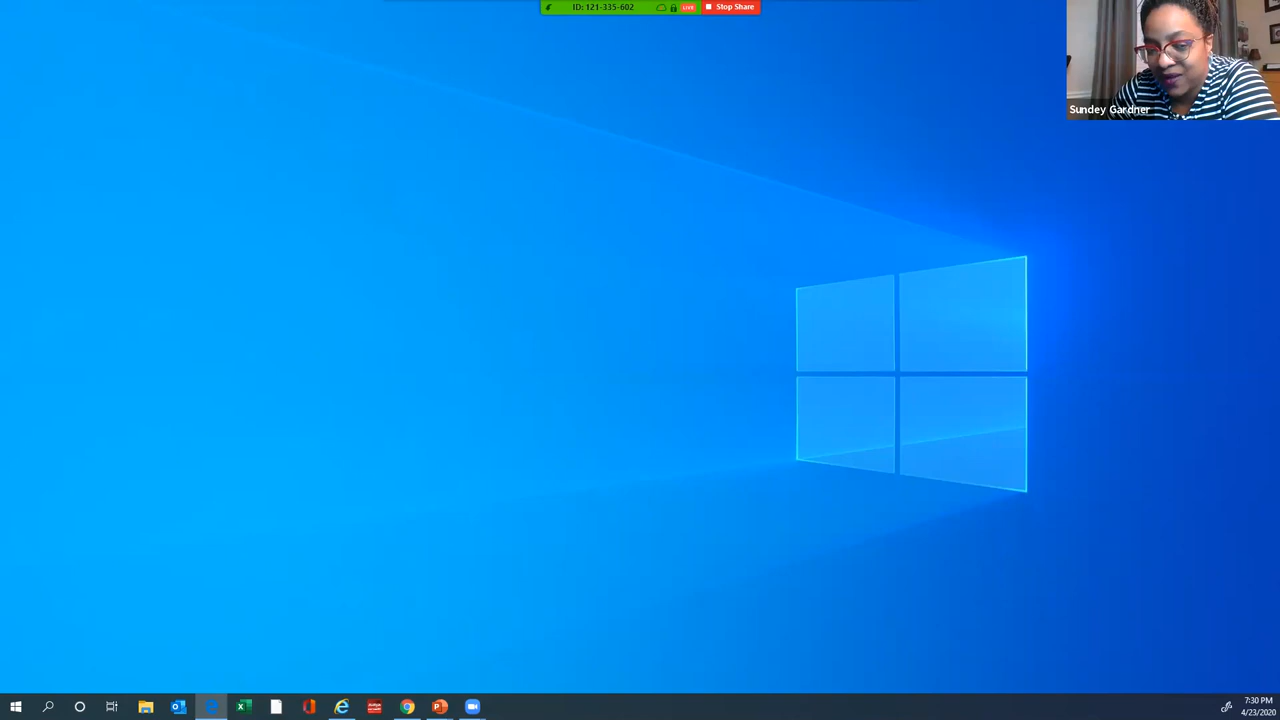 ID: 121-335-602
LIVE
Stop Share
Sundey Gardner
7:30 PM
4/23/2020